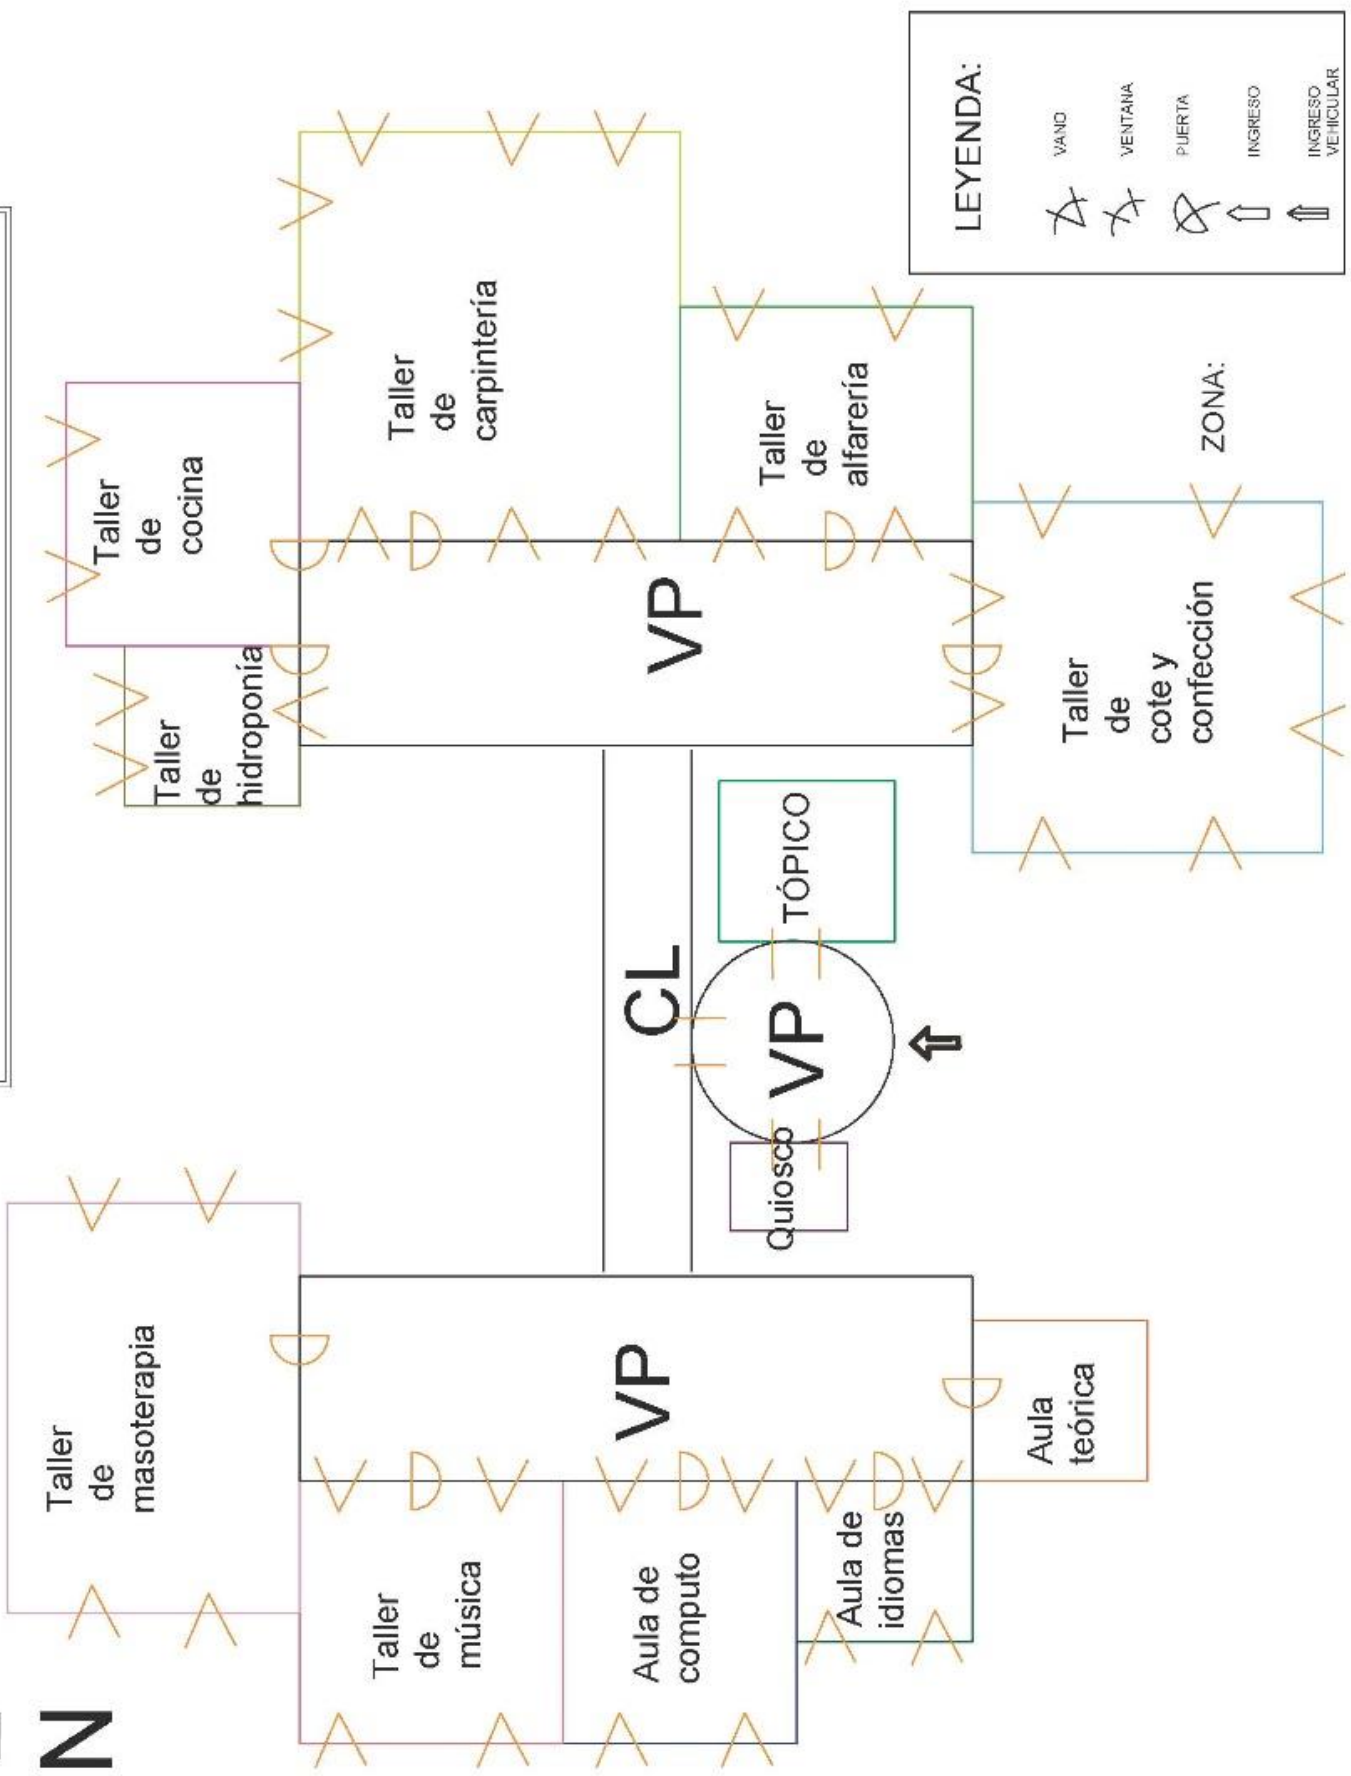 N
Taller
de
masoterapia
Taller
de
música
Aula de
computo
Aula de
idiomas
Aula
teórica
VP
CL
Quiosco
VP
TÓPICO
Taller
de
hidroponía
Taller
de
cocina
VP
Taller
de
carpintería
Taller
de
alfarería
Taller
de
cote y
confección
ZONA:
LEYENDA:
VANO
VENTANA
PUERTA
INGRESO
INGRESO
VEHICULAR